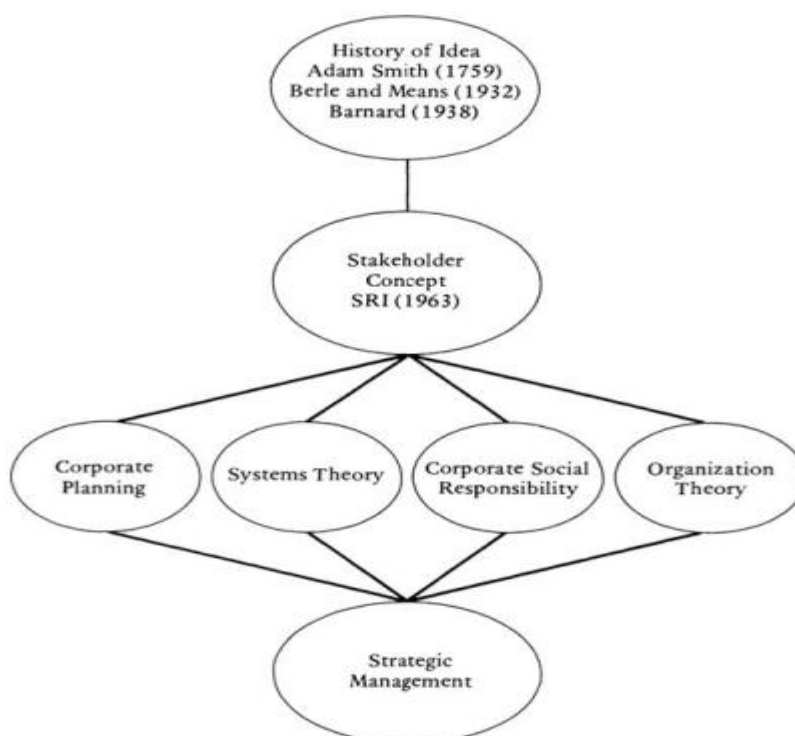 History of Idea
Adam Smith (1759)
Berle and Means (1932)
Barnard (1938)
Stakeholder
Concept
SRI (1963)
Corporate
Planning
Systems Theory
Corporate Social
Responsibility
Organization
Theory
Strategic
Management